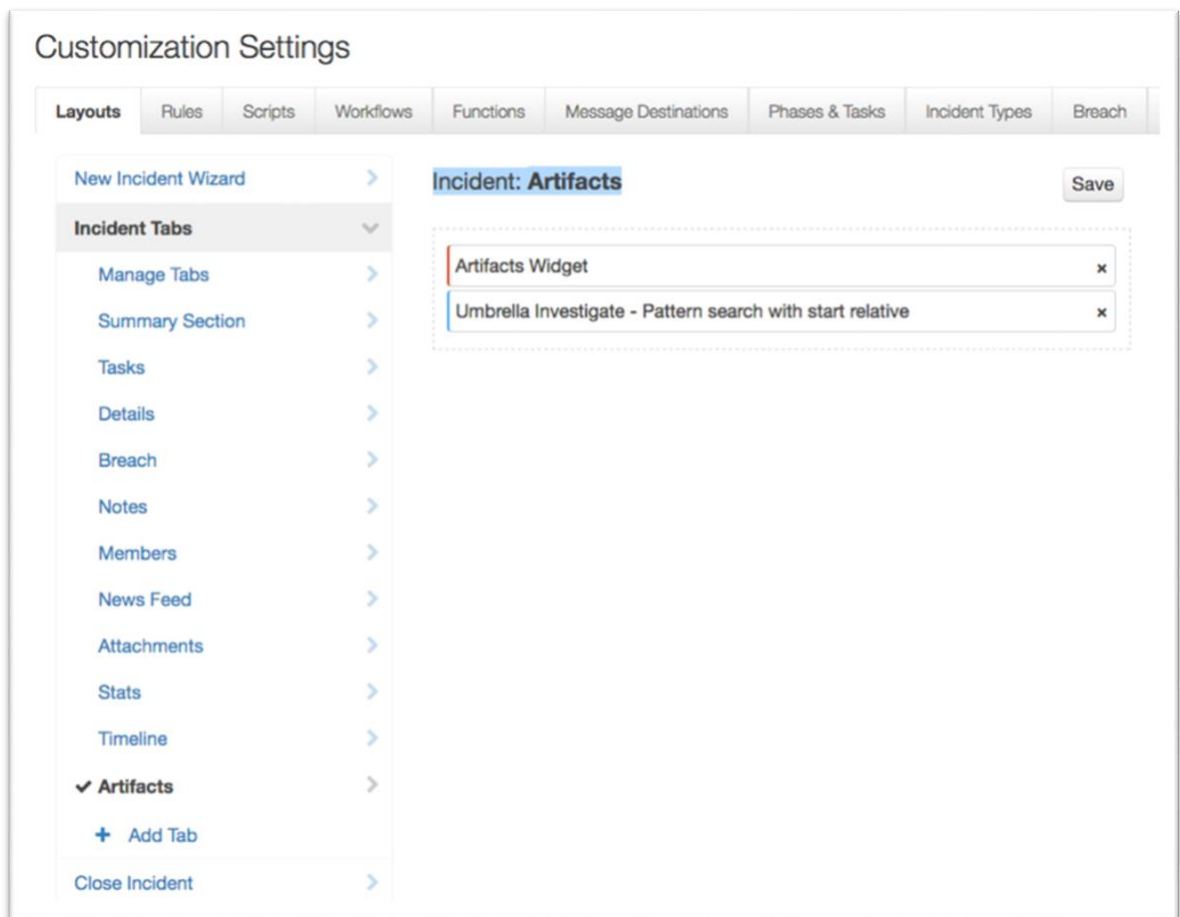 Customization Settings
Layouts Rules Scripts Workflows Functions Message Destinations Phases & Tasks Incident Types Breach
New Incident Wizard
Incident Tabs
Manage Tabs
Summary Section
Tasks
Details
Breach
Notes
Members
News Feed
Attachments
Stats
Timeline
Artifacts
Add Tab
Close Incident
Incident: Artifacts
Save
Artifacts Widget
Umbrella Investigate - Pattern search with start relative